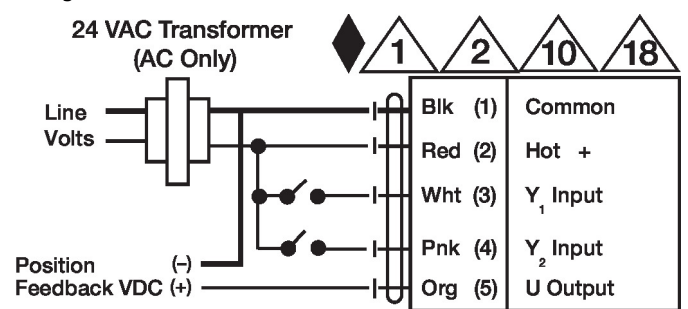 24 VAC Transformer
(AC Only)
1 2 10 18
Line
Volts
Blk (1) Common
Red (2) Hot +
Wht (3) Y1 Input
Pnk (4) Y2 Input
Org (5) U Output
Position (–)
Feedback VDC (+)